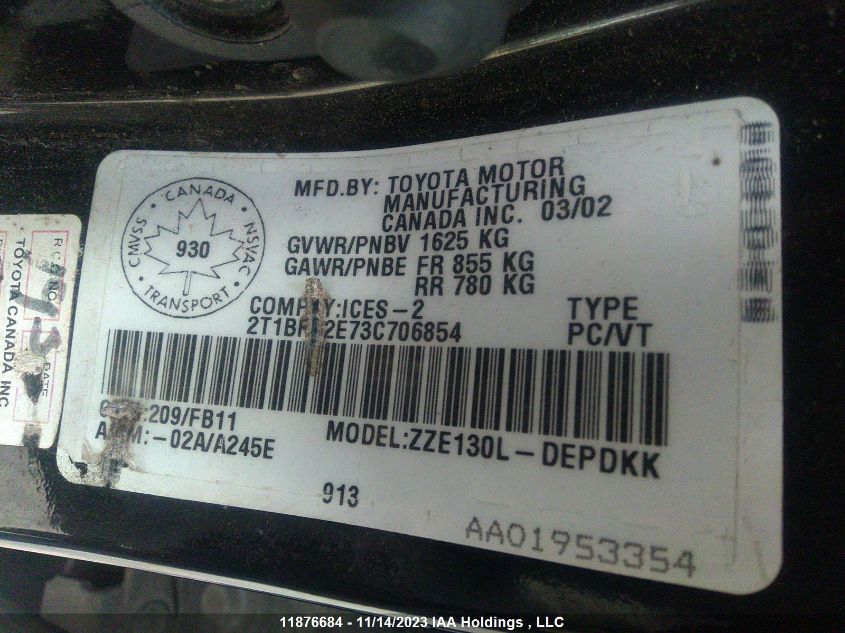 MFD.BY: TOYOTA MOTOR
MANUFACTURING
CANADA INC. 03/02
GVWR/PNBV 1625 KG
GAWR/PNBE FR 855 KG
RR 780 KG
CANADA
CMVSS
930
NSVAC
TRANSPORT
ICES-2
TYPE
PC/VT
209/FB11
-02A/A245E
MODEL:ZZE130L-DEPDKK
913
AA01953354
DATE
TOYOTA CANADA INC
11876684 - 11/14/2023 IAA Holdings , LLC